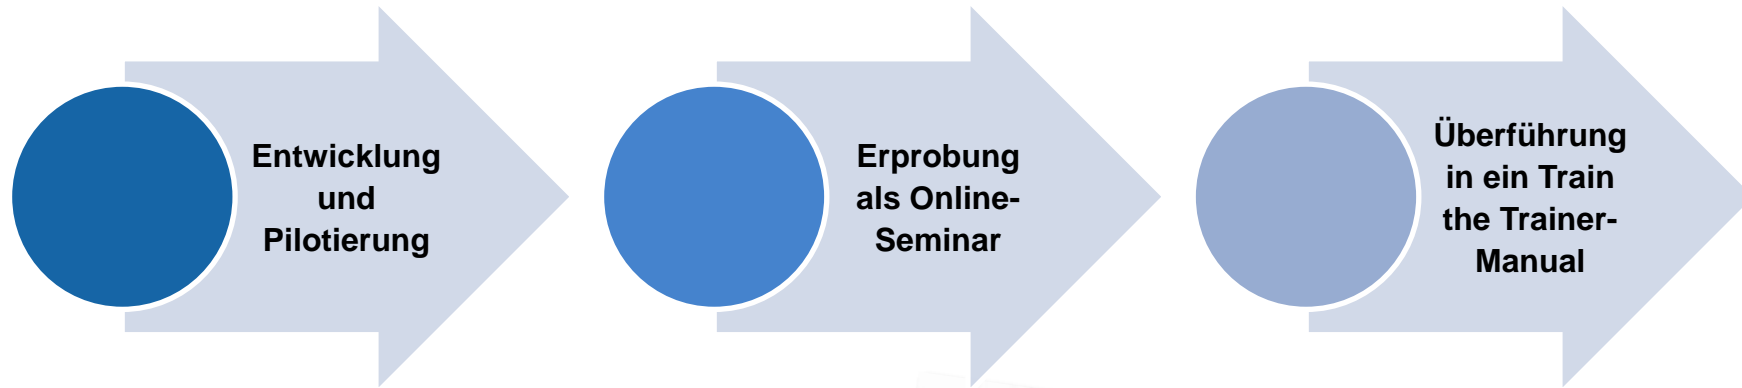 Entwicklung
und
Pilotierung
Erprobung
als Online-
Seminar
Überführung
in ein Train
the Trainer-
Manual